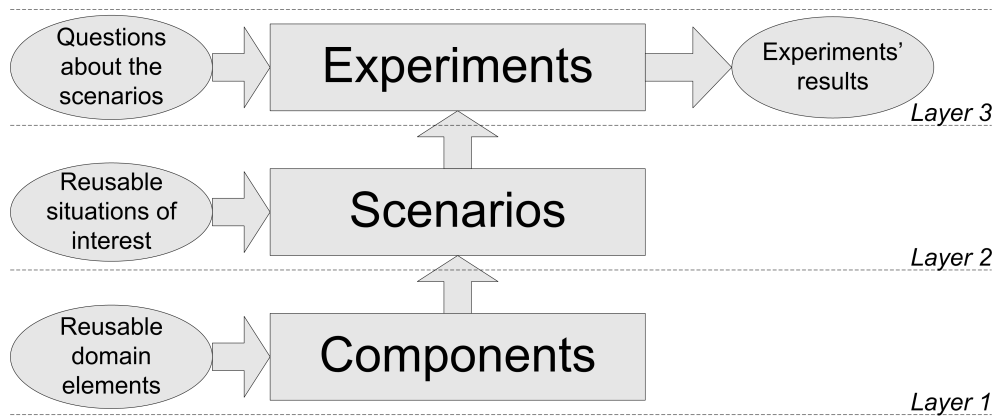 Questions
about the
scenarios
Experiments
Experiments’
results
Layer 3
Reusable
situations of
interest
Scenarios
Layer 2
Reusable
domain
elements
Components
Layer 1